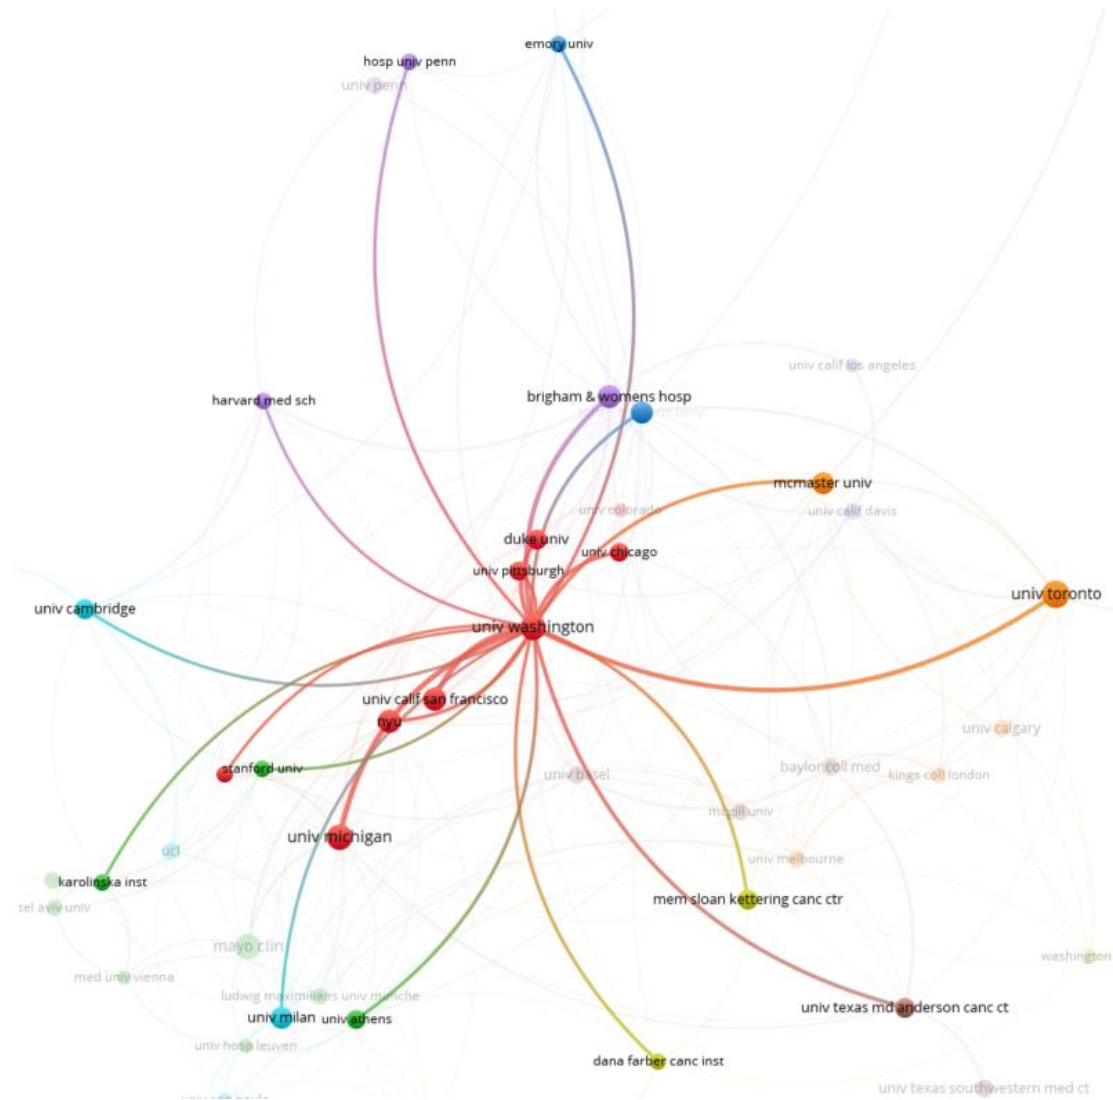 emory univ
hosp univ penn
univ penn
univ calif los angeles
harvard med sch
brigham & womens hosp
univ
mcmaster univ
univ colorado
univ calif davis
duke univ
univ chicago
univ pittsburgh
univ toronto
univ cambridge
univ washington
univ calif san francisco
nyu
univ calgary
stanford univ
univ basel
baylor coll med
kings coll london
mcgill univ
univ michigan
ucl
univ melbourne
karolinska inst
mem sloan kettering canc ctr
tel aviv univ
mayo clin
washington
med univ vienna
ludwig maximilians univ munche
univ texas md anderson canc ct
univ milan
univ athens
univ hosp leuven
dana farber canc inst
univ texas southwestern med ct